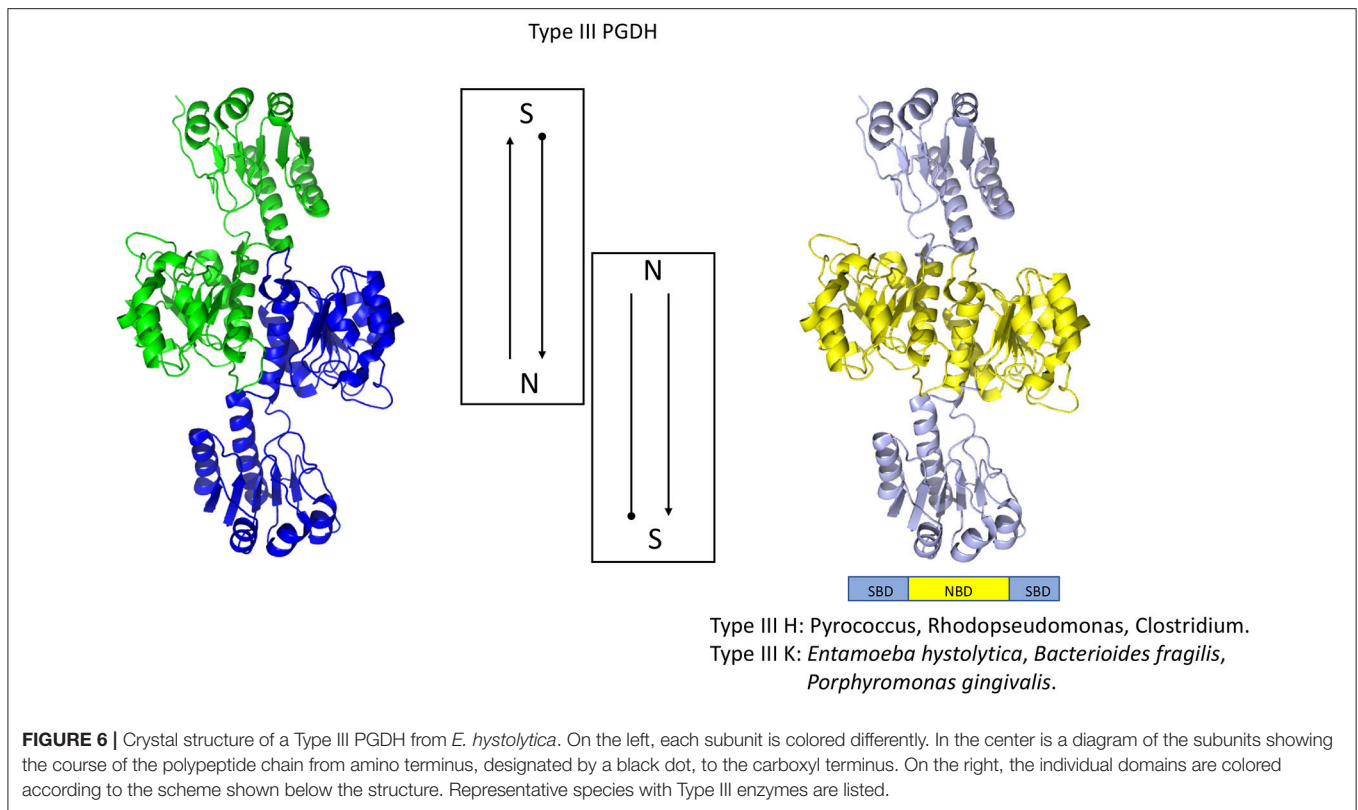 Type III PGDH
S
N
N
S
SBD NBD SBD
Type III H: Pyrococcus, Rhodopseudomonas, Clostridium.
Type III K: Entamoeba hystolytica, Bacterioides fragilis,
Porphyromonas gingivalis.
FIGURE 6 | Crystal structure of a Type III PGDH from E. hystolytica. On the left, each subunit is colored differently. In the center is a diagram of the subunits showing
the course of the polypeptide chain from amino terminus, designated by a black dot, to the carboxyl terminus. On the right, the individual domains are colored
according to the scheme shown below the structure. Representative species with Type III enzymes are listed.